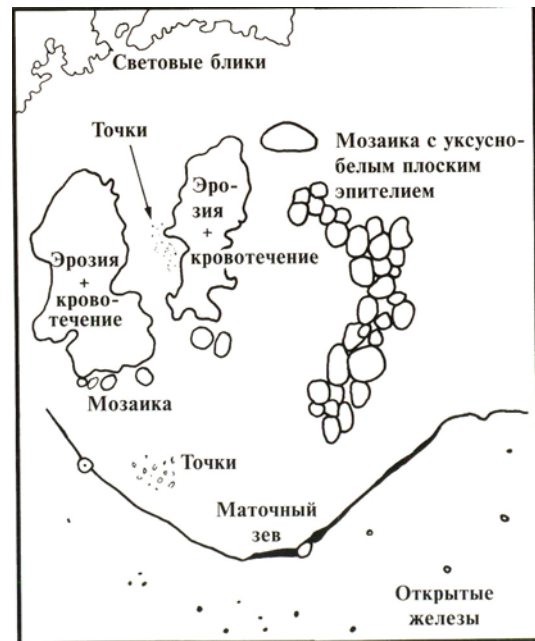 Световые блики
Точки
Мозаика с уксусно-
белым плоским
эпителием
Эро-
зия
+
кровотечение
Эрозия
+
крово-
течение
Мозаика
Точки
Маточный
зев
Открытые
железы